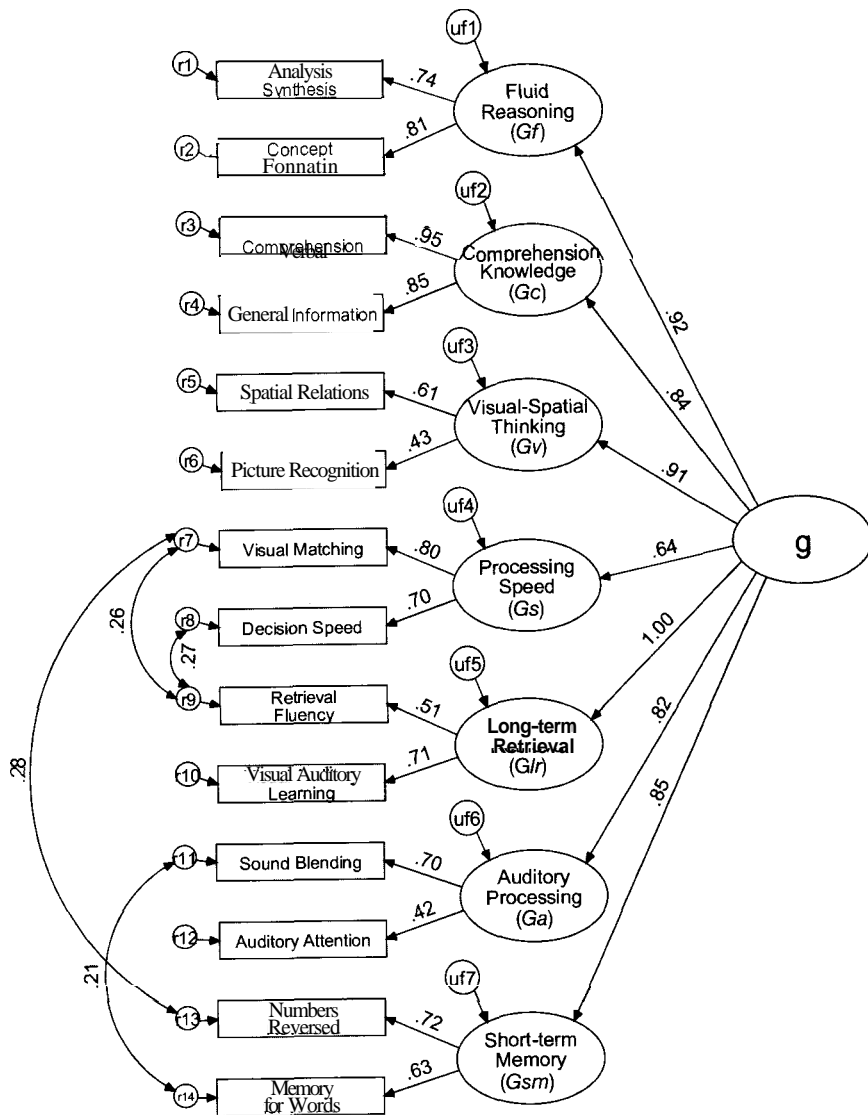 uf1
r1
Analysis
Synthesis
.74
Fluid
Reasoning
(Gf)
r2
Concept
Fonnatin
.81
uf2
r3
Comprehension
Verbal
.95
Comprehension
Knowledge
(Gc)
r4
General Information
.85
.92
uf3
r5
Spatial Relations
.61
Visual-Spatial
Thinking
(Gv)
.84
r6
Picture Recognition
.43
.91
uf4
r7
Visual Matching
.80
Processing
Speed
(Gs)
.64
g
r8
Decision Speed
.70
.26
.27
uf5
1.00
r9
Retrieval
Fluency
.51
Long-term
Retrieval
(Glr)
.82
r10
Visual Auditory
Learning
.71
.28
.85
uf6
r11
Sound Blending
.70
Auditory
Processing
(Ga)
r12
Auditory Attention
.42
.21
uf7
r13
Numbers
Reversed
.72
Short-term
Memory
(Gsm)
r14
Memory
for Words
.63